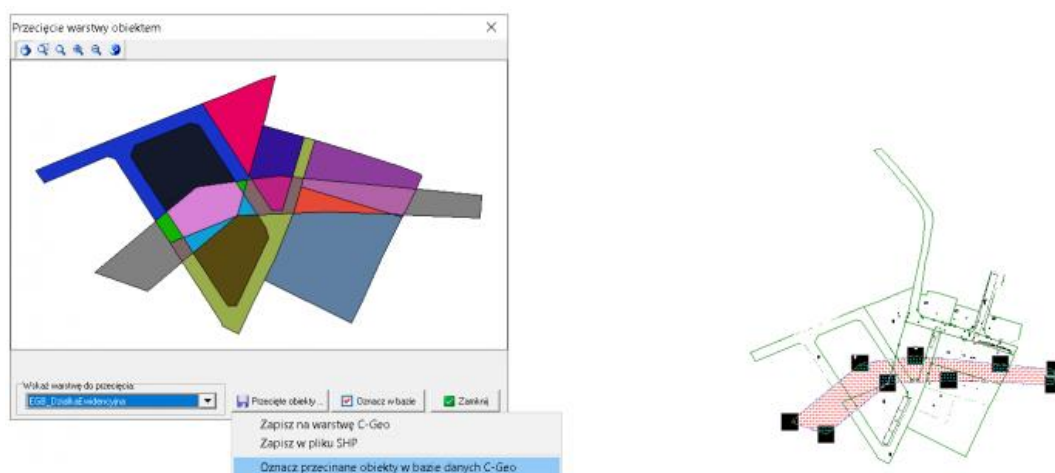 Przecięcie warstwy obiektem
Wskaż warstwę do przecięcia:
EGB_DziałkaEwidencyjna
Przecięte obiekty...
Oznacz w bazie
Zamknij
Zapisz na warstwę C-Geo
Zapisz w pliku SHP
Oznacz przecinane obiekty w bazie danych C-Geo